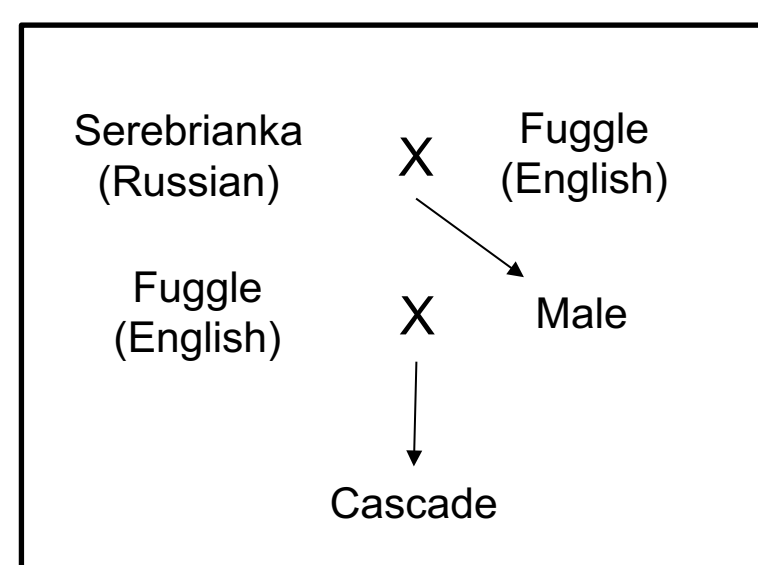 Serebrianka
(Russian)
X
Fuggle
(English)
Fuggle
(English)
X
Male
Cascade